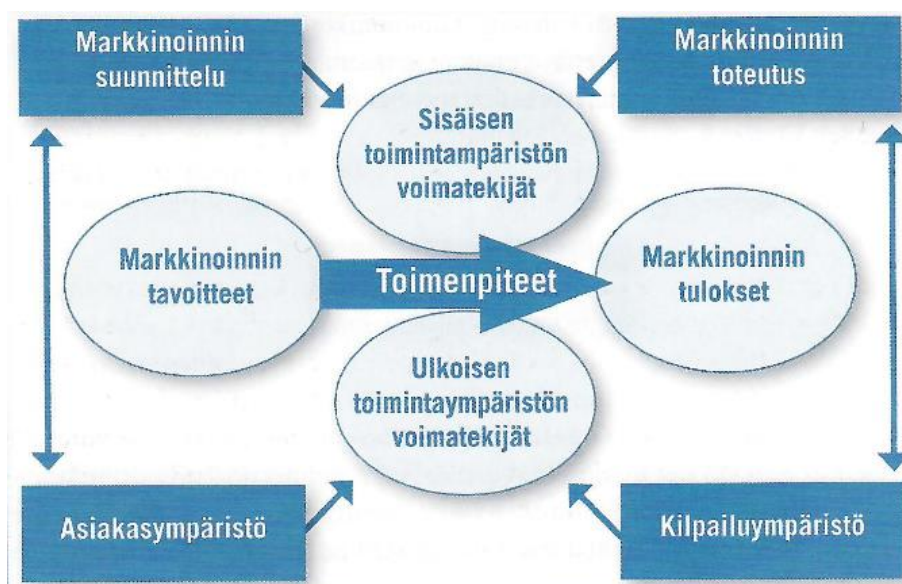 Markkinoinnin
suunnittelu
Markkinoinnin
toteutus
Sisäisen
toimintampäristön
voimatekijät
Markkinoinnin
tavoitteet
Toimenpiteet
Markkinoinnin
tulokset
Ulkoisen
toimintaympäristön
voimatekijät
Asiakasympäristö
Kilpailuympäristö